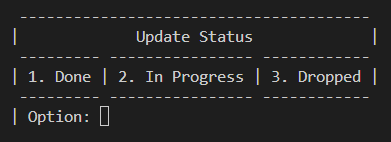 Update Status
| 1. Done | 2. In Progress | 3. Dropped |
| Option: